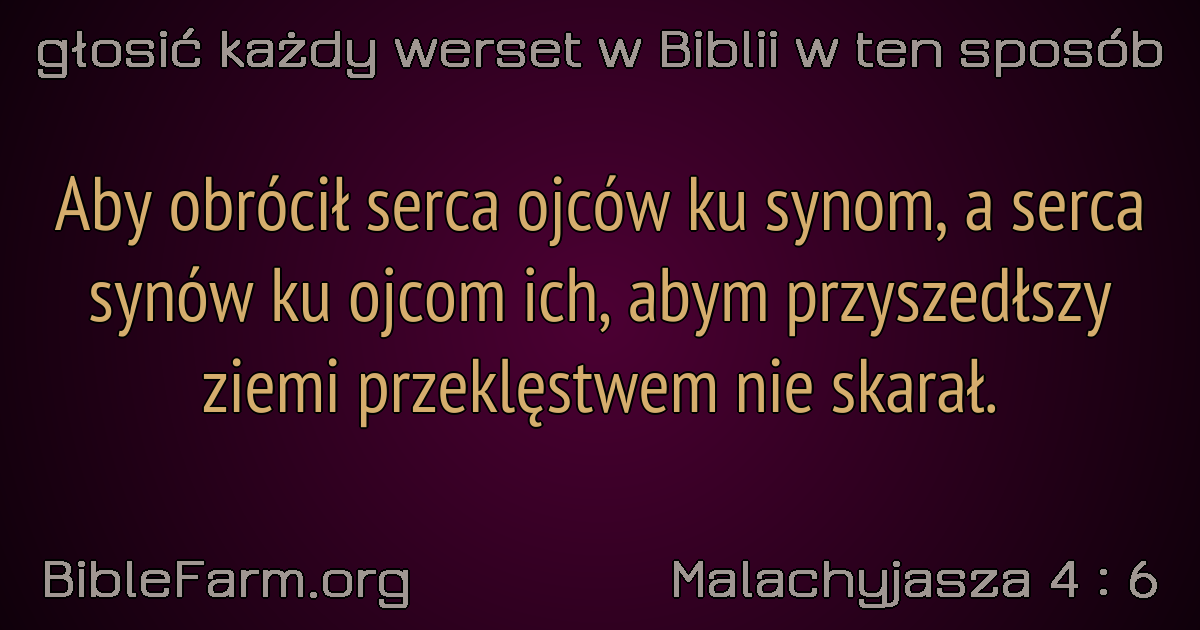 głosić każdy werset w Biblii w ten sposób
Aby obrócił serca ojców ku synom, a serca
synów ku ojcom ich, abym przyszedłszy
ziemi przeklęstwem nie skarał.
BibleFarm.org
Malachyjasza 4 : 6